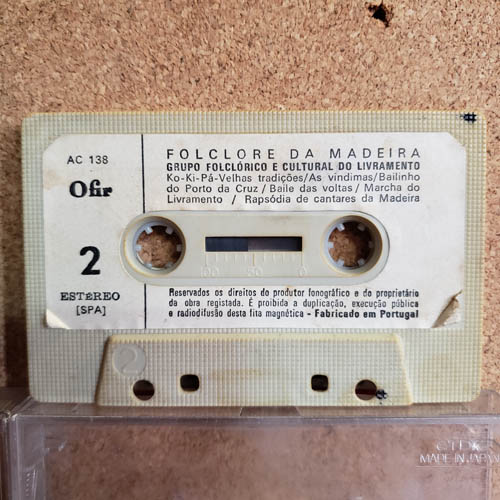 AC 138
Ofir
2
ESTÉREO
[SPA]
FOLCLORE DA MADEIRA
GRUPO FOLCLÓRICO E CULTURAL DO LIVRAMENTO
Ko-Ki-Pá-Velhas tradições/As vindimas/Bailinho
do Porto da Cruz / Baile das voltas / Marcha do
Livramento / Rapsódia de cantares da Madeira
100 50 0
Reservados os direitos do produtor fonográfico e do proprietário
da obra registada. É proibida a duplicação, execução pública
e radiodifusão desta fita magnética - Fabricado em Portugal
2
TDK
MADE IN JAPAN